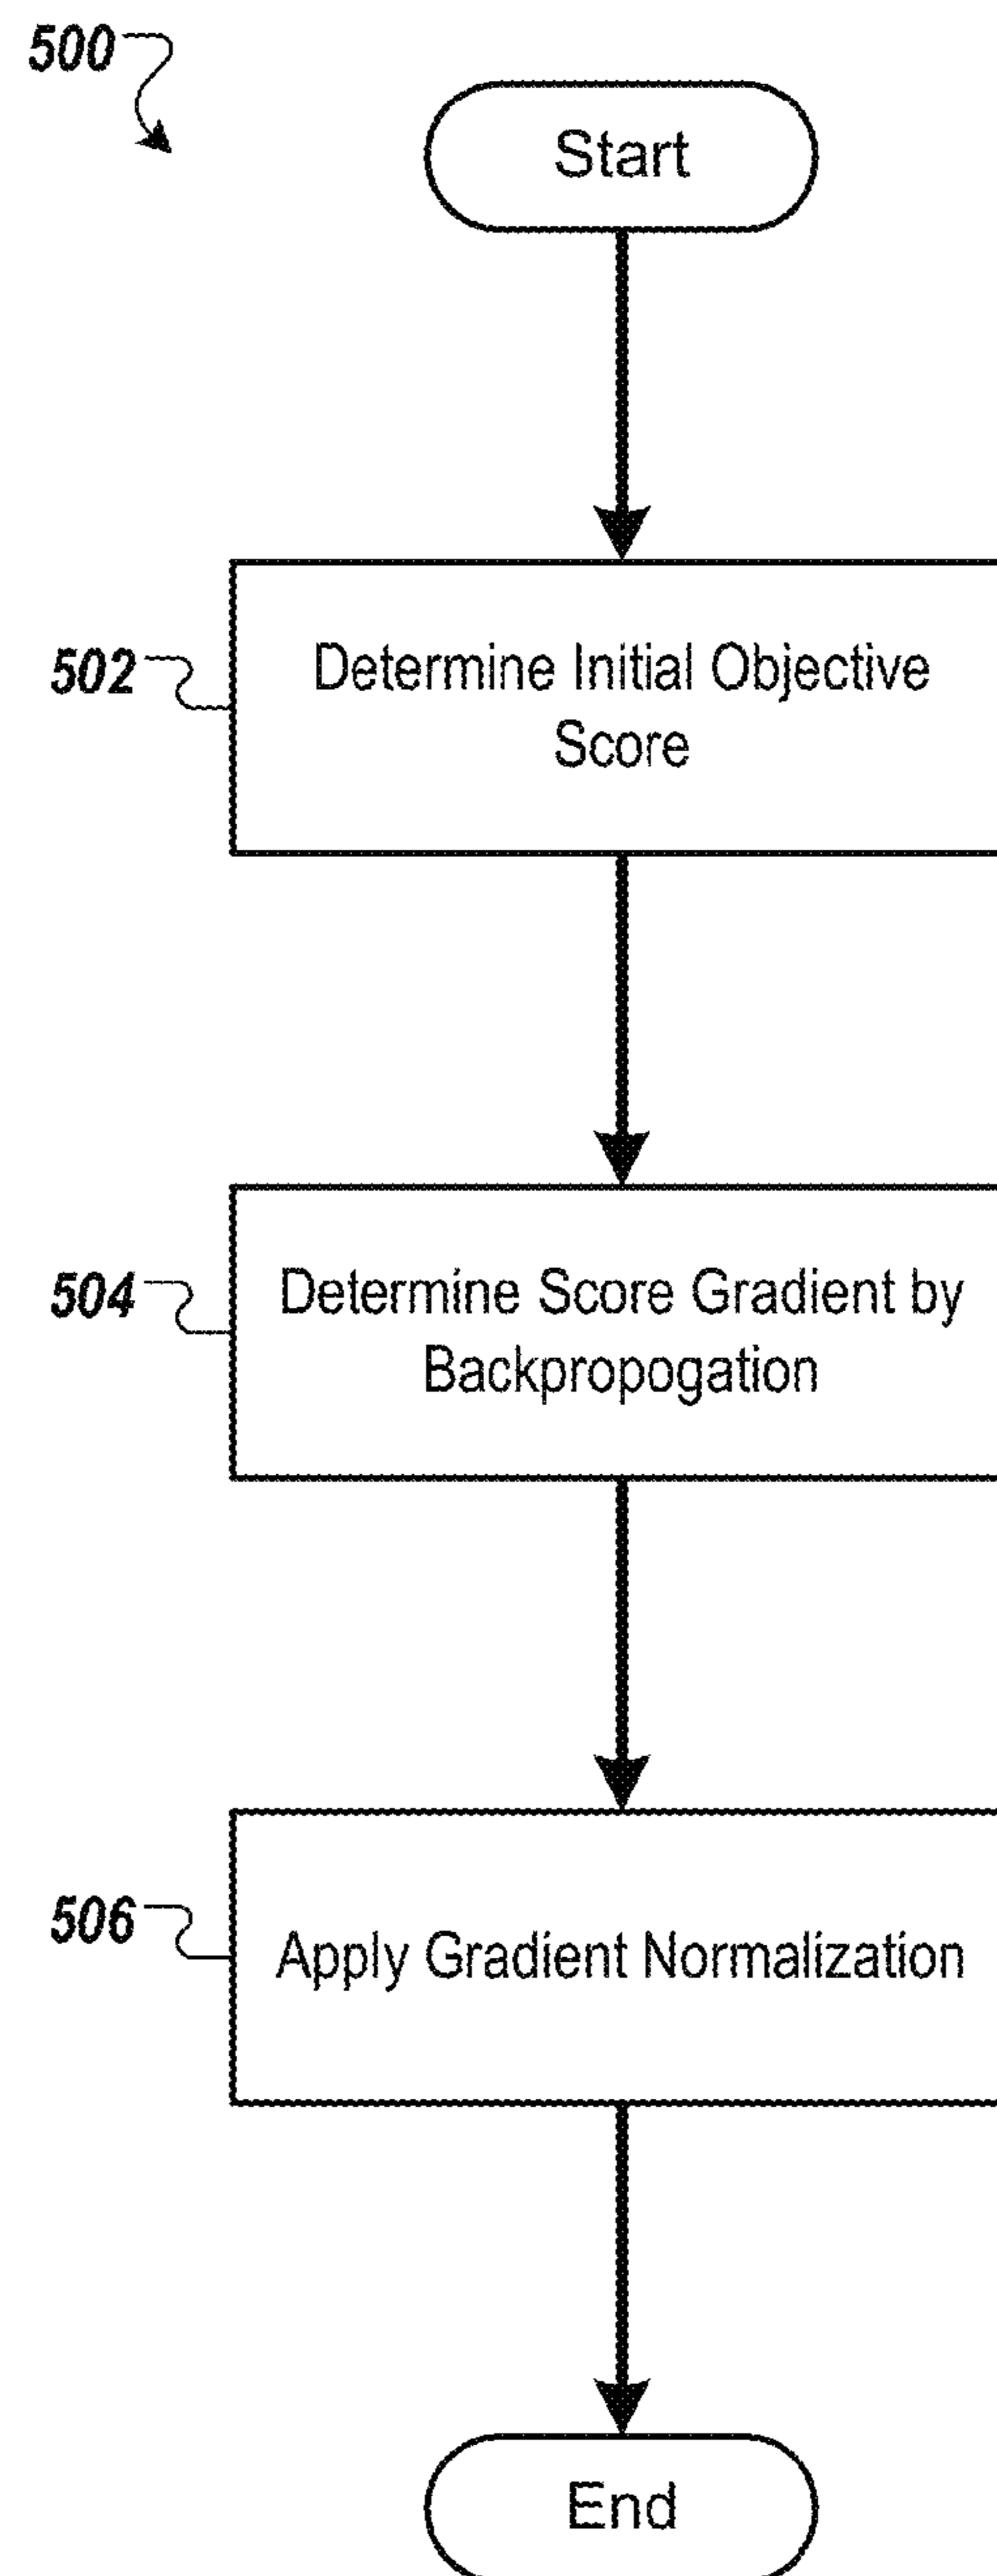 500
Start
502
Determine Initial Objective
Score
504
Determine Score Gradient by
Backpropogation
506
Apply Gradient Normalization
End